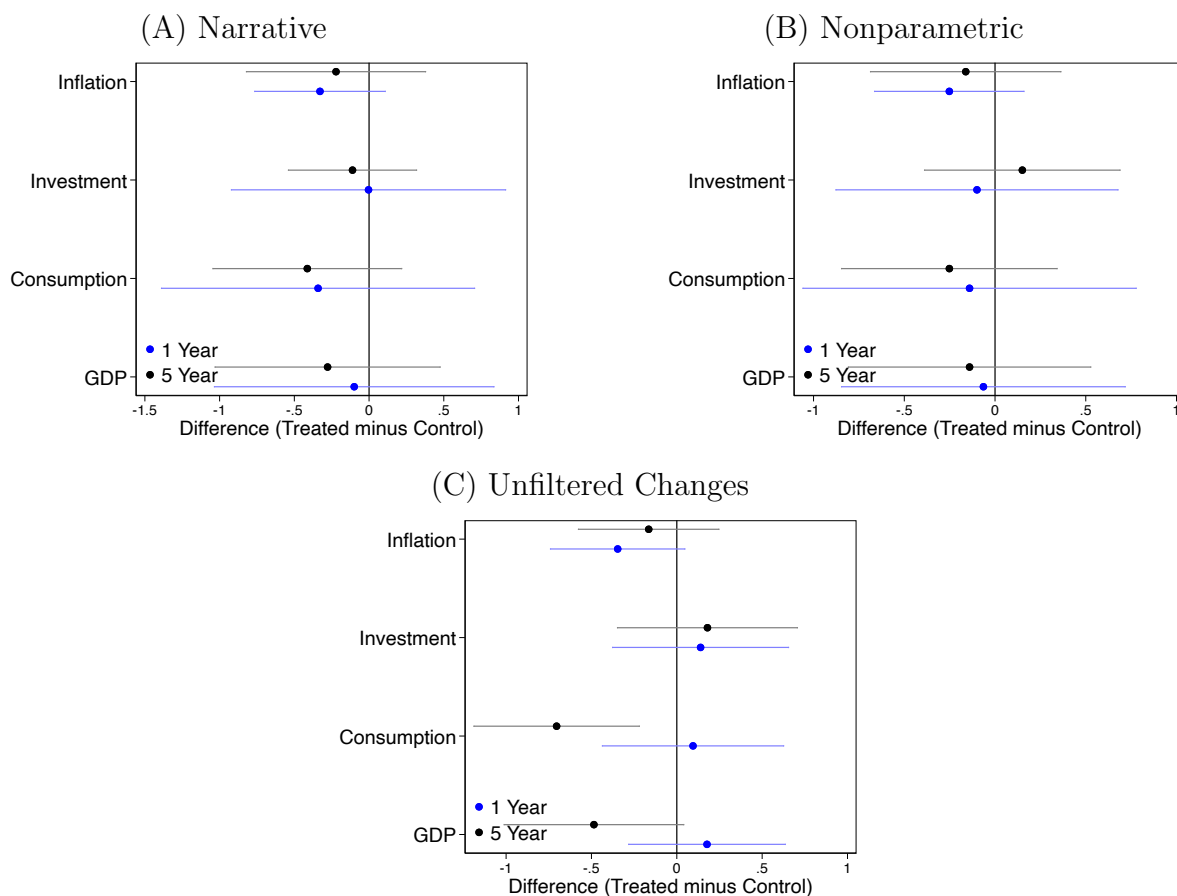 (A) Narrative
Inflation
Investment
Consumption
GDP
1 Year
5 Year
-1.5 -1 -.5 0 .5 1
Difference (Treated minus Control)
(B) Nonparametric
Inflation
Investment
Consumption
GDP
1 Year
5 Year
-1 -.5 0 .5 1
Difference (Treated minus Control)
(C) Unfiltered Changes
Inflation
Investment
Consumption
GDP
1 Year
5 Year
-1 -.5 0 .5 1
Difference (Treated minus Control)